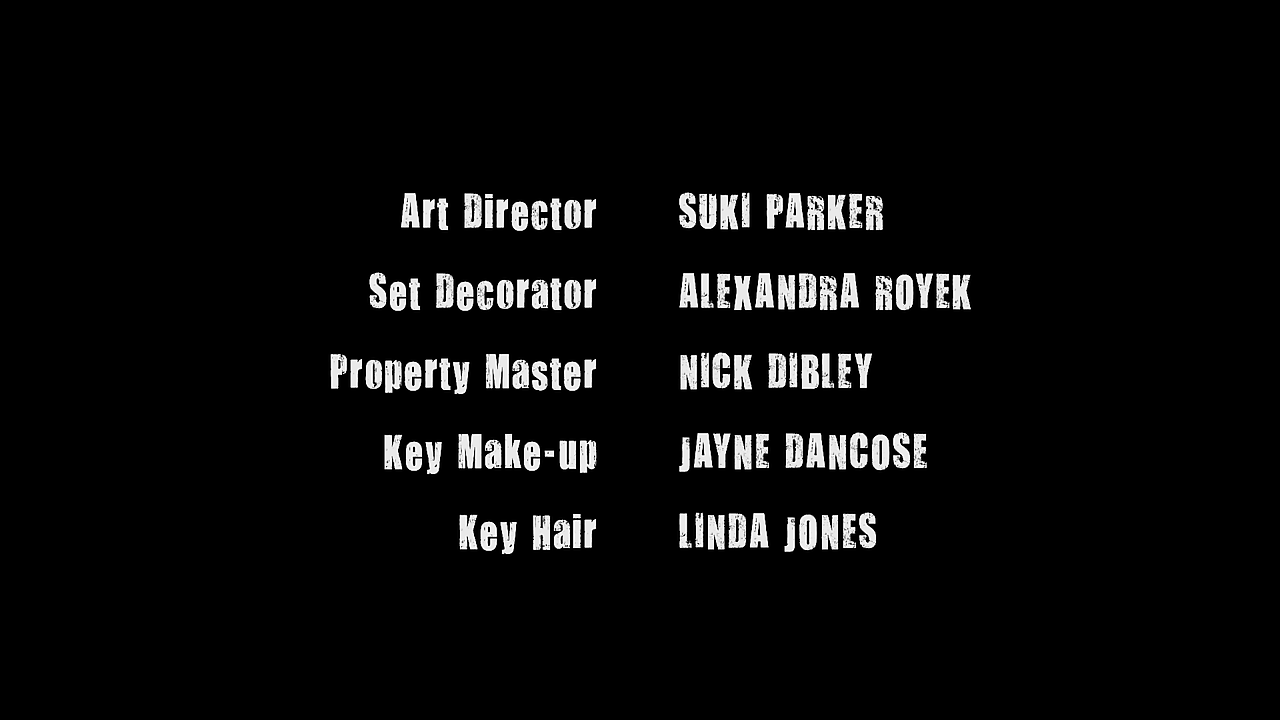 Art Director SUKI PARKER
Set Decorator ALEXANDRA ROYEK
Property Master NICK DIBLEY
Key Make-up JAYNE DANCOSE
Key Hair LINDA JONES